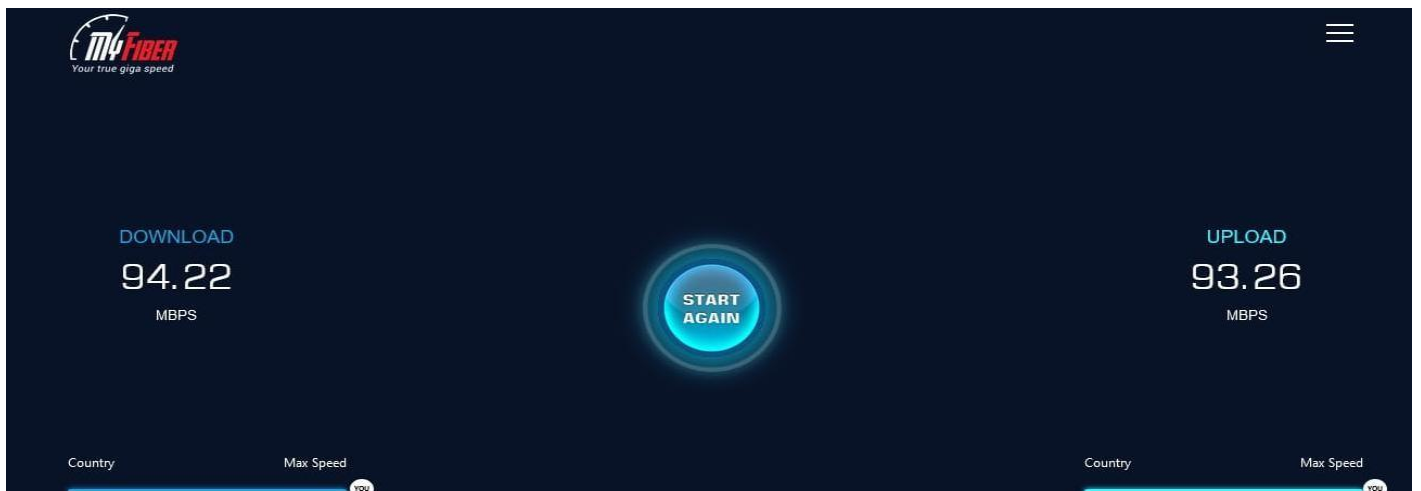 MyFIBER
Your true giga speed
DOWNLOAD
94.22
MBPS
START
AGAIN
UPLOAD
93.26
MBPS
Country
Max Speed
YOU
Country
Max Speed
YOU